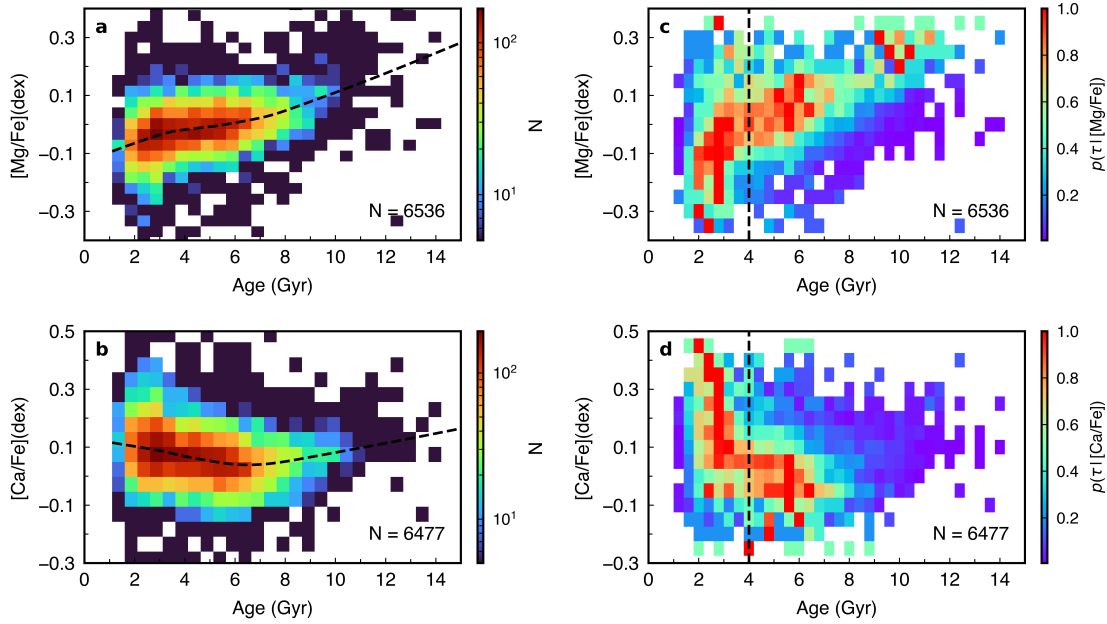 a
0.3
0.1
−0.1
−0.3
[Mg/Fe](dex)
N = 6536
0 2 4 6 8 10 12 14
Age (Gyr)
10²
10¹
N
c
0.3
0.1
−0.1
−0.3
[Mg/Fe](dex)
N = 6536
0 2 4 6 8 10 12 14
Age (Gyr)
1.0
0.8
0.6
0.4
0.2
p(τ | [Mg/Fe])
b
0.5
0.3
0.1
−0.1
−0.3
[Ca/Fe](dex)
N = 6477
0 2 4 6 8 10 12 14
Age (Gyr)
10²
10¹
N
d
0.5
0.3
0.1
−0.1
−0.3
[Ca/Fe](dex)
N = 6477
0 2 4 6 8 10 12 14
Age (Gyr)
1.0
0.8
0.6
0.4
0.2
p(τ | [Ca/Fe])